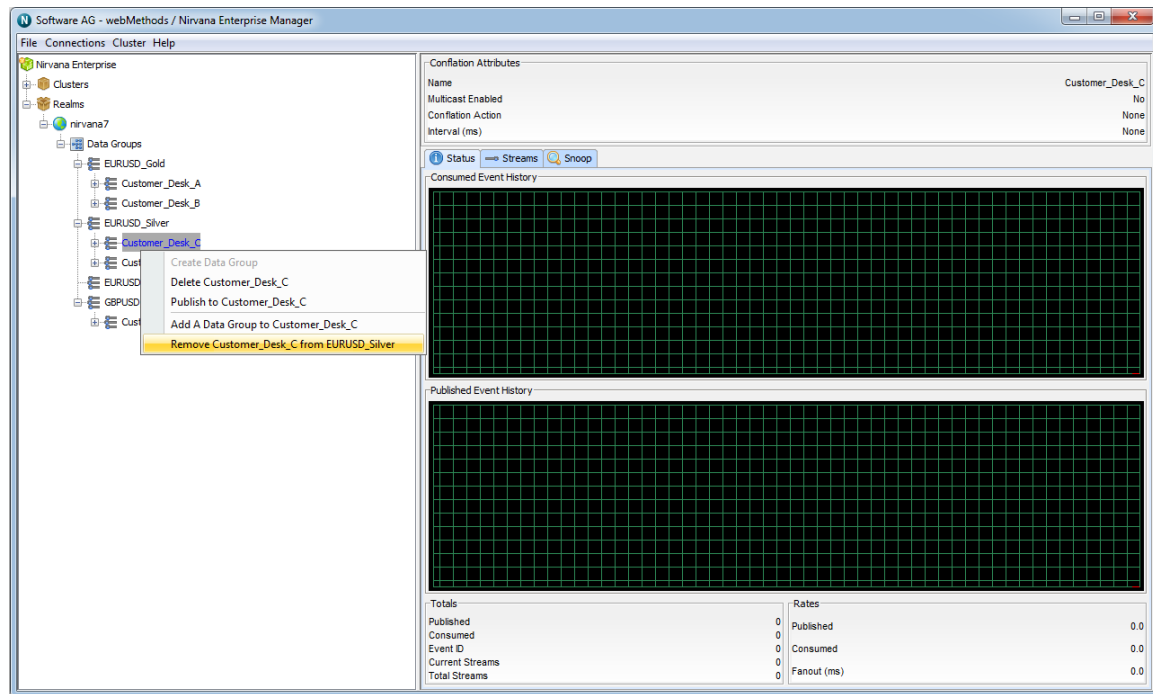 Software AG - webMethods / Nirvana Enterprise Manager
File Connections Cluster Help
Nirvana Enterprise
Clusters
Realms
nirvana7
Data Groups
EURUSD_Gold
Customer_Desk_A
Customer_Desk_B
EURUSD_Silver
Customer_Desk_C
Cust
EURUSD
GBPUSD
Cust
Create Data Group
Delete Customer_Desk_C
Publish to Customer_Desk_C
Add A Data Group to Customer_Desk_C
Remove Customer_Desk_C from EURUSD_Silver
Conflation Attributes
Name Customer_Desk_C
Multicast Enabled No
Conflation Action None
Interval (ms) None
Status Streams Snoop
Consumed Event History
Published Event History
Totals
Published 0
Consumed 0
Event ID 0
Current Streams 0
Total Streams 0
Rates
Published 0.0
Consumed 0.0
Fanout (ms) 0.0